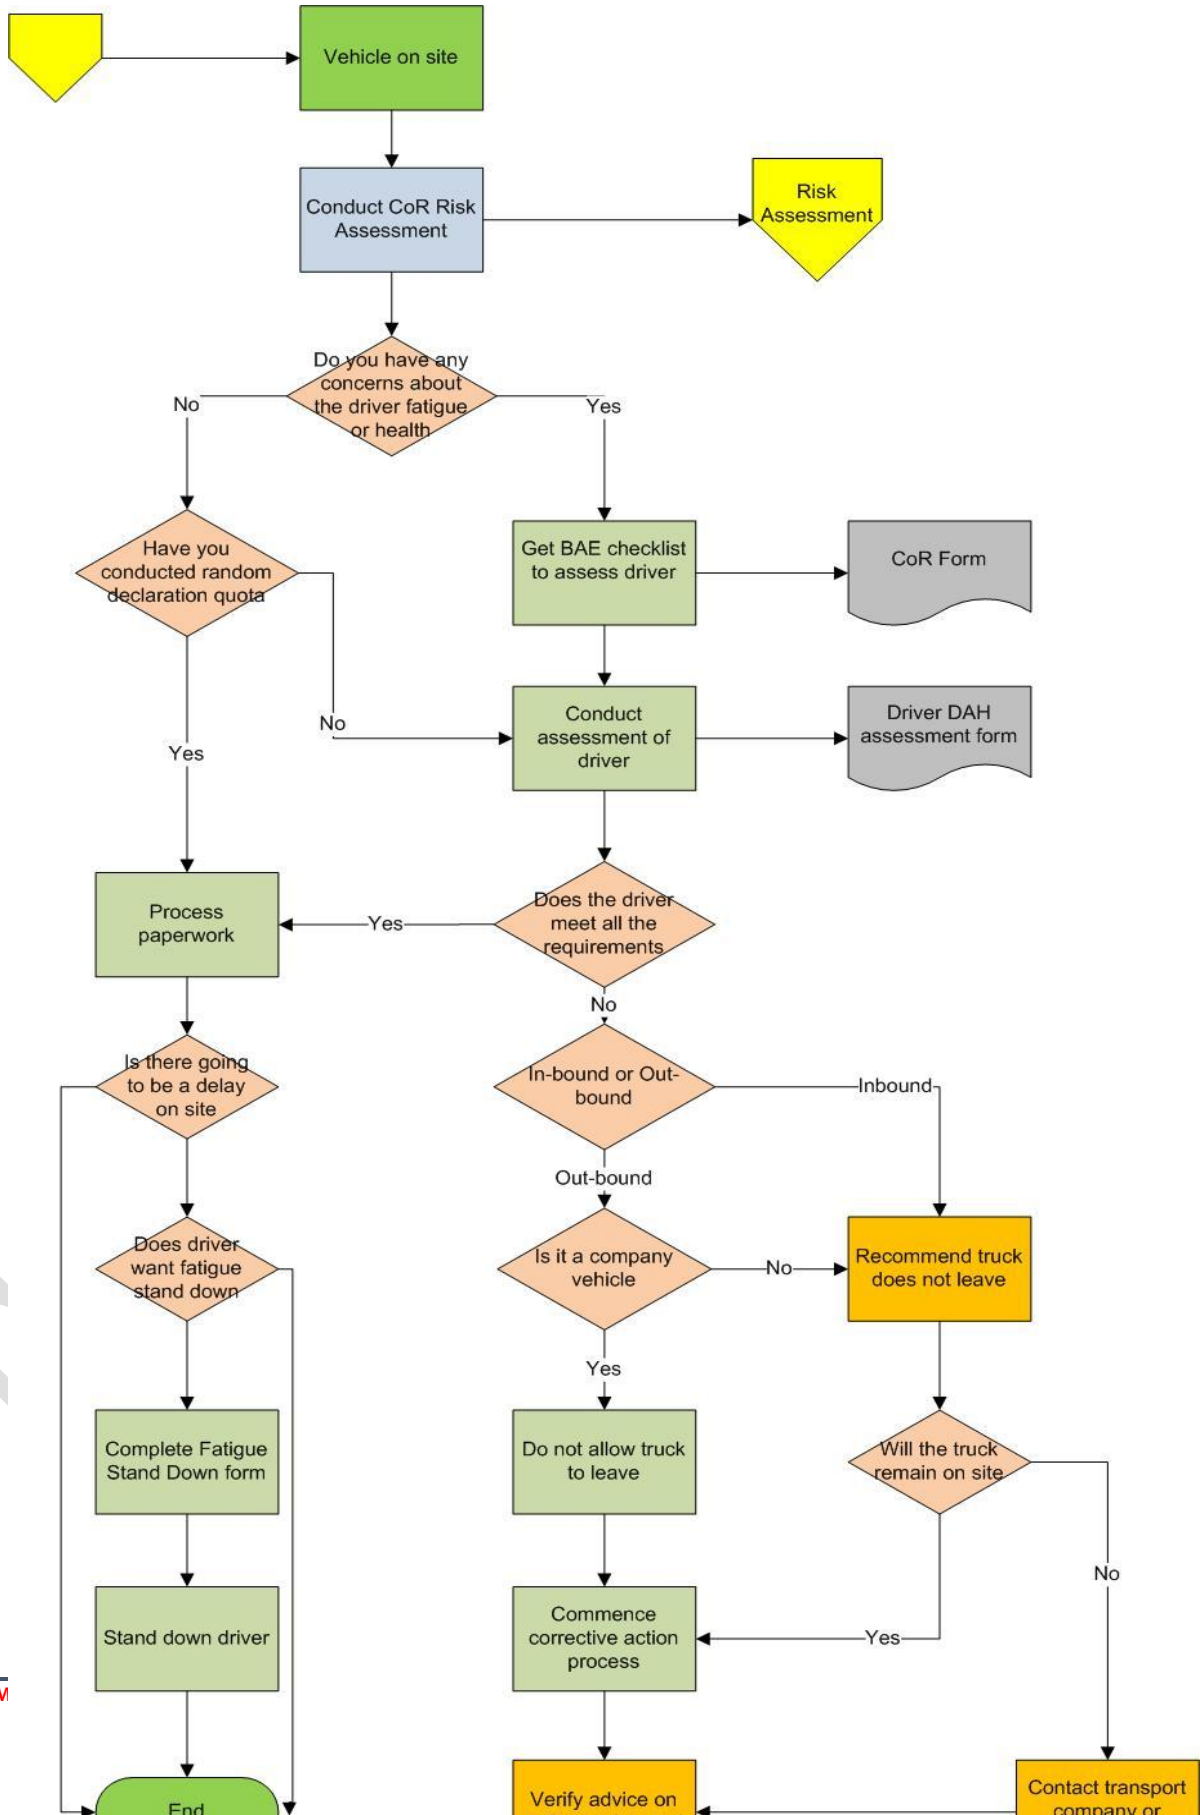 Vehicle on site
Conduct CoR Risk
Assessment
Risk
Assessment
Do you have any
concerns about
the driver fatigue
or health
No
Yes
Have you
conducted random
declaration quota
Get BAE checklist
to assess driver
CoR Form
No
Yes
Conduct
assessment of
driver
Driver DAH
assessment form
Process
paperwork
Yes
Does the driver
meet all the
requirements
No
Is there going
to be a delay
on site
In-bound or Out-
bound
Inbound
Out-bound
Does driver
want fatigue
stand down
Is it a company
vehicle
No
Recommend truck
does not leave
Yes
Complete Fatigue
Stand Down form
Do not allow truck
to leave
Will the truck
remain on site
No
Stand down driver
Commence
corrective action
process
Yes
End
Verify advice on
Contact transport
company or